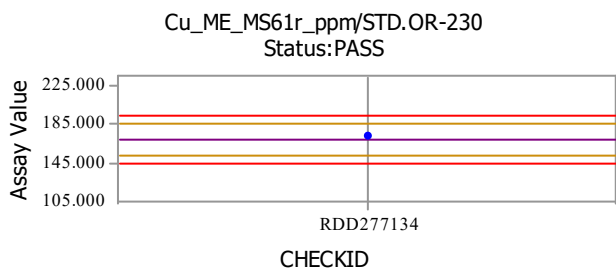 Cu_ME_MS61r_ppm/STD.OR-230
Status:PASS
Assay Value
225.000
185.000
145.000
105.000
RDD277134
CHECKID